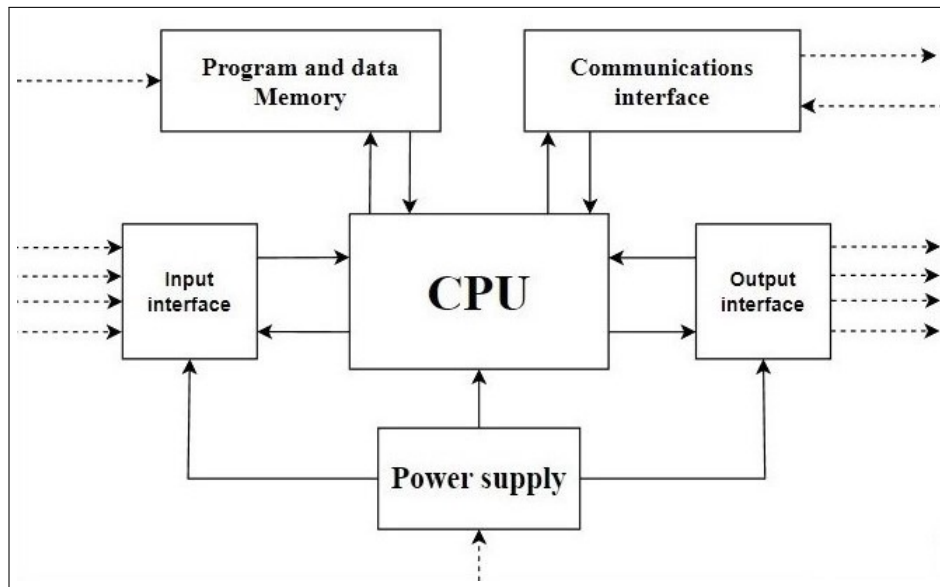 Program and data
Memory
Communications
interface
Input
interface
CPU
Output
interface
Power supply